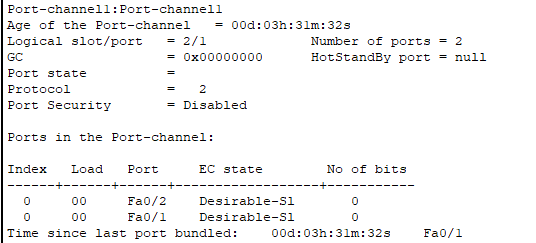 Port-channel1:Port-channel1
Age of the Port-channel   = 00d:03h:31m:32s
Logical slot/port   = 2/1             Number of ports = 2
GC                  = 0x00000000      HotStandBy port = null
Port state          =
Protocol            =   2
Port Security       = Disabled

Ports in the Port-channel:

Index   Load   Port      EC state        No of bits
------+------+------+------------------+-----------
  0     00     Fa0/2    Desirable-Sl       0
  0     00     Fa0/1    Desirable-Sl       0
Time since last port bundled:    00d:03h:31m:32s    Fa0/1